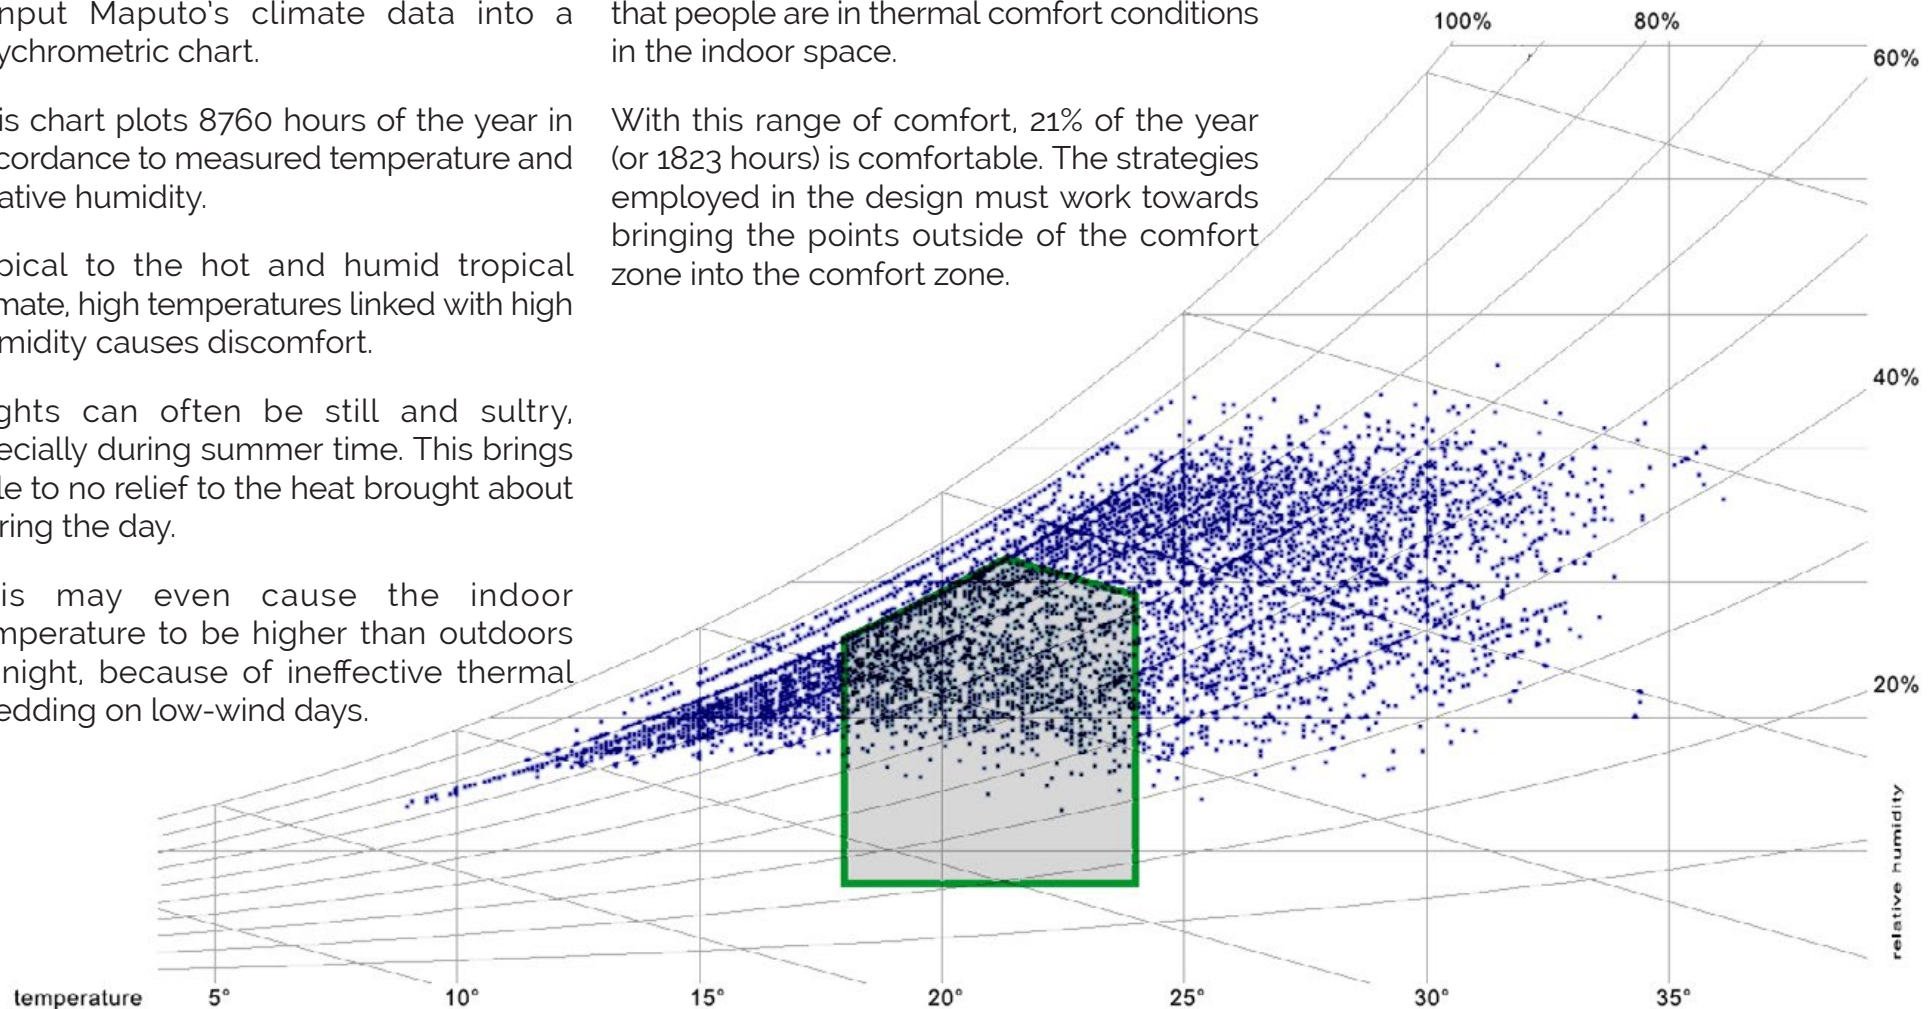 nput Maputo's climate data into a
ychrometric chart.
is chart plots 8760 hours of the year in
cordance to measured temperature and
ative humidity.
pical to the hot and humid tropical
mate, high temperatures linked with high
midity causes discomfort.
ghts can often be still and sultry,
ecially during summer time. This brings
le to no relief to the heat brought about
ring the day.
is may even cause the indoor
mperature to be higher than outdoors
night, because of ineffective thermal
edding on low-wind days.
that people are in thermal comfort conditions
in the indoor space.
With this range of comfort, 21% of the year
(or 1823 hours) is comfortable. The strategies
employed in the design must work towards
bringing the points outside of the comfort
zone into the comfort zone.
100% 80%
60%
40%
20%
relative humidity
temperature 5° 10° 15° 20° 25° 30° 35°